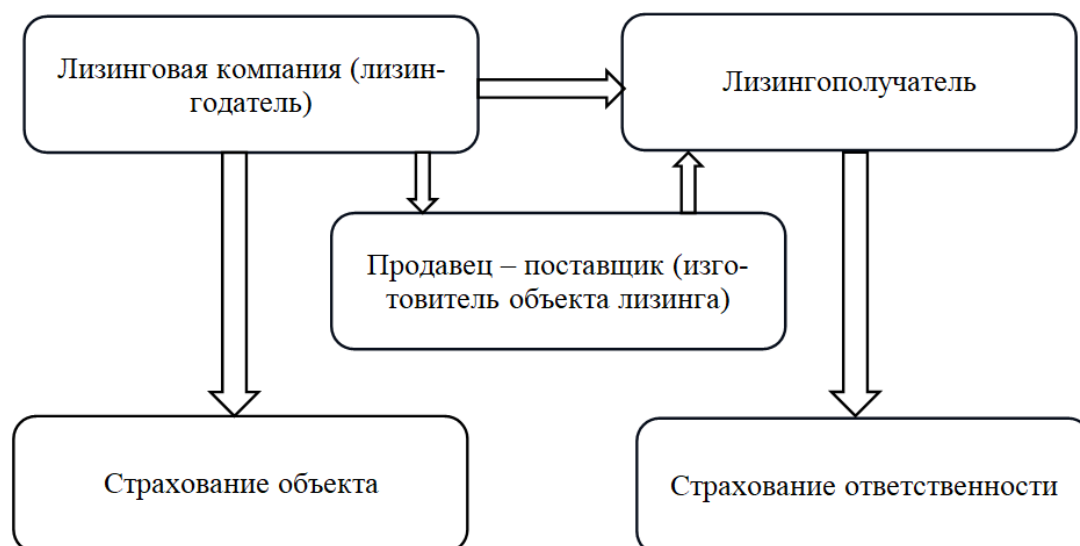 Лизинговая компания (лизин-
годатель)
Лизингополучатель
Продавец – поставщик (изго-
товитель объекта лизинга)
Страхование объекта
Страхование ответственности